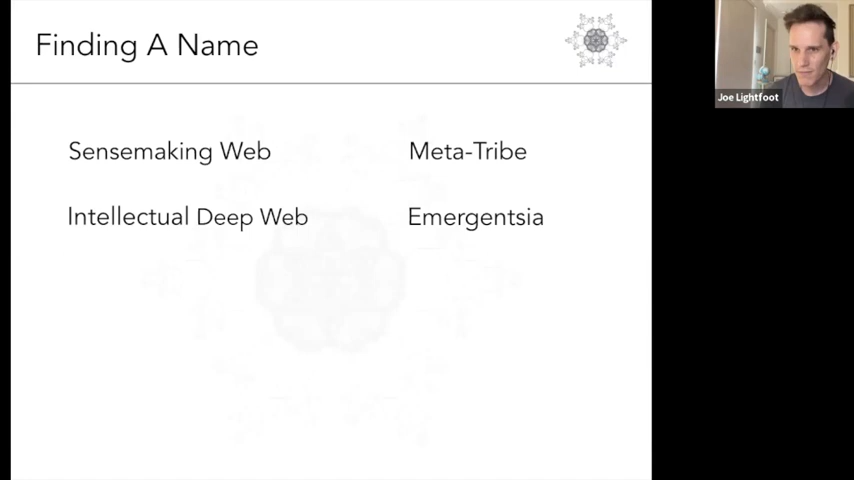 Finding A Name
Joe Lightfoot
Sensemaking Web
Meta-Tribe
Intellectual Deep Web
Emergentsia